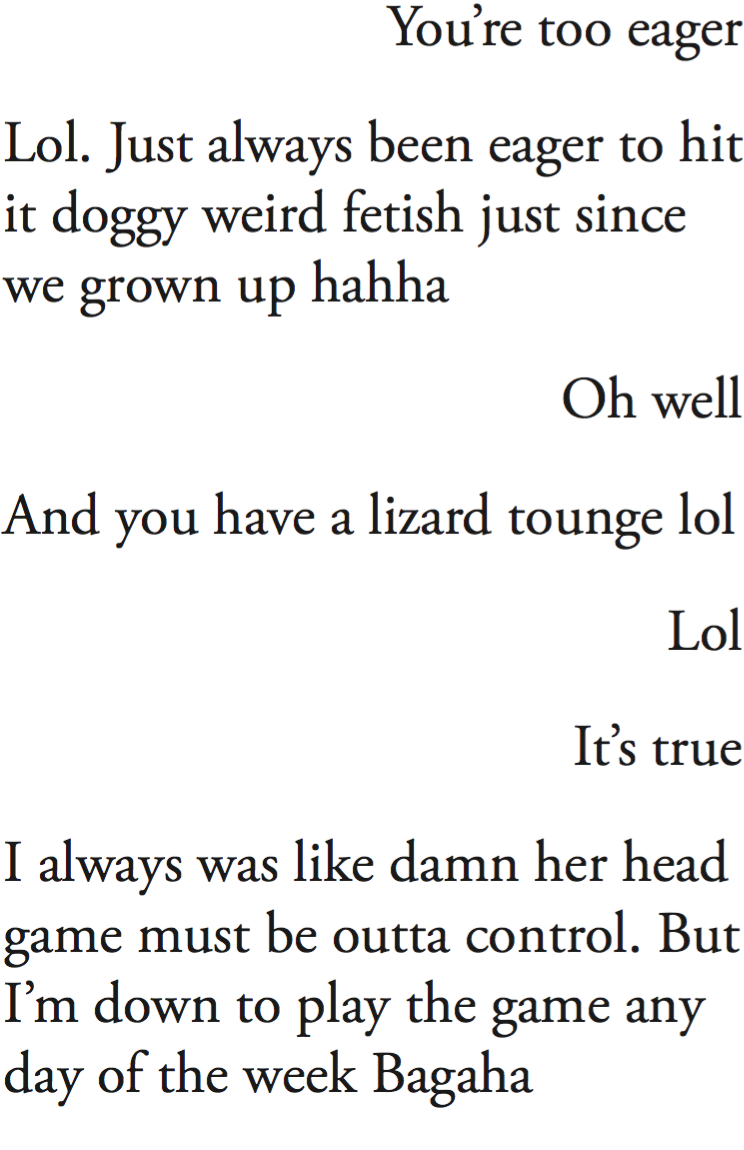 You’re too eager
Lol. Just always been eager to hit
it doggy weird fetish just since
we grown up hahha
Oh well
And you have a lizard tounge lol
Lol
It’s true
I always was like damn her head
game must be outta control. But
I’m down to play the game any
day of the week Bagaha